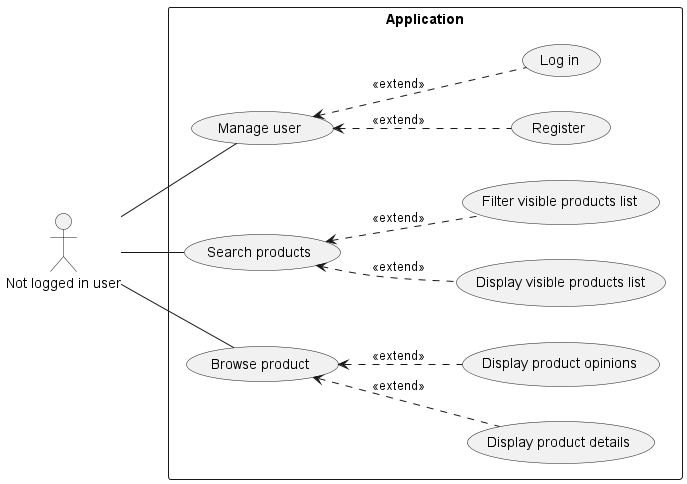 Application
Log in
«extend»
Manage user
«extend»
Register
Filter visible products list
«extend»
Search products
«extend»
Display visible products list
Not logged in user
Browse product
«extend»
Display product opinions
«extend»
Display product details